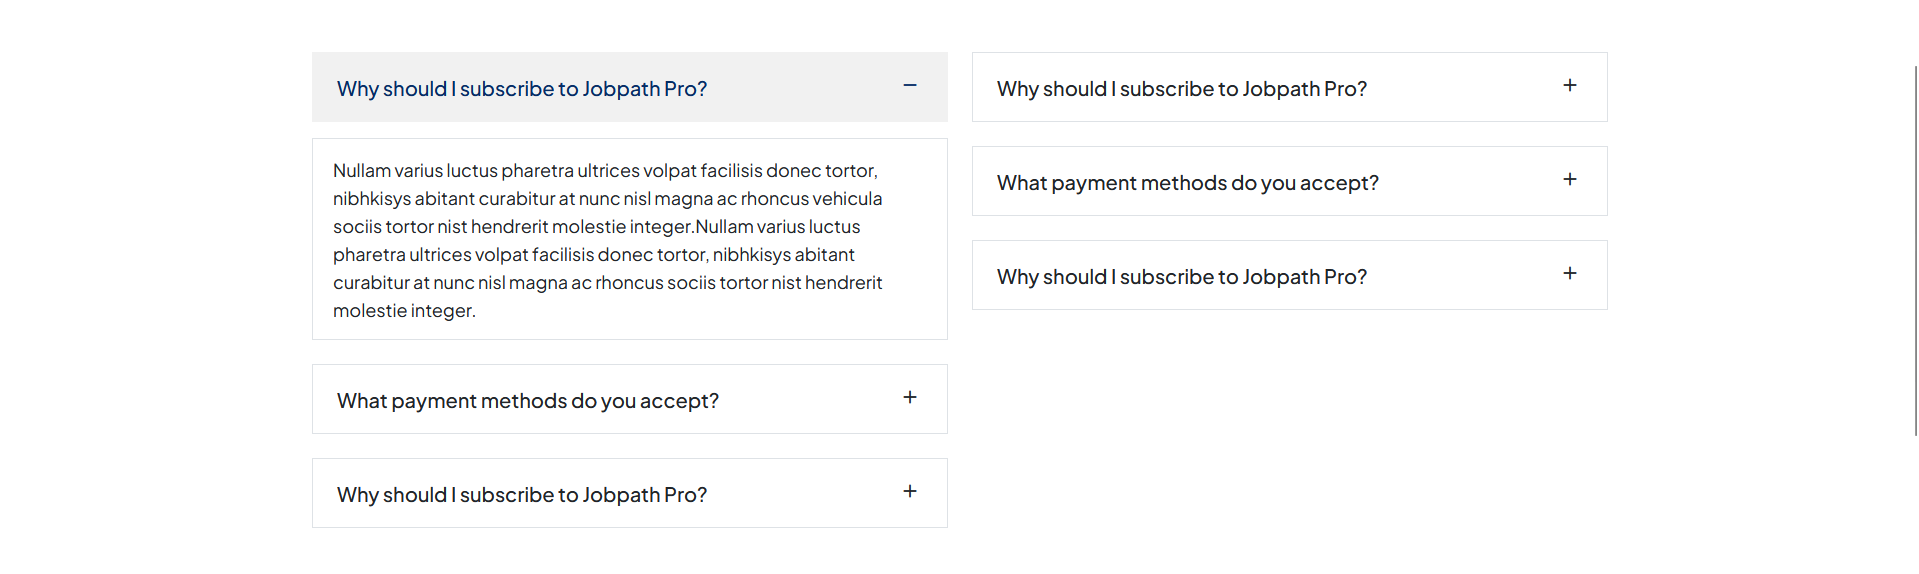 Why should I subscribe to Jobpath Pro?
Nullam varius luctus pharetra ultrices volpat facilisis donec tortor,
nibhkisys abitant curabitur at nunc nisl magna ac rhoncus vehicula
sociis tortor nist hendrerit molestie integer.Nullam varius luctus
pharetra ultrices volpat facilisis donec tortor, nibhkisys abitant
curabitur at nunc nisl magna ac rhoncus sociis tortor nist hendrerit
molestie integer.
What payment methods do you accept?
Why should I subscribe to Jobpath Pro?
Why should I subscribe to Jobpath Pro?
What payment methods do you accept?
Why should I subscribe to Jobpath Pro?